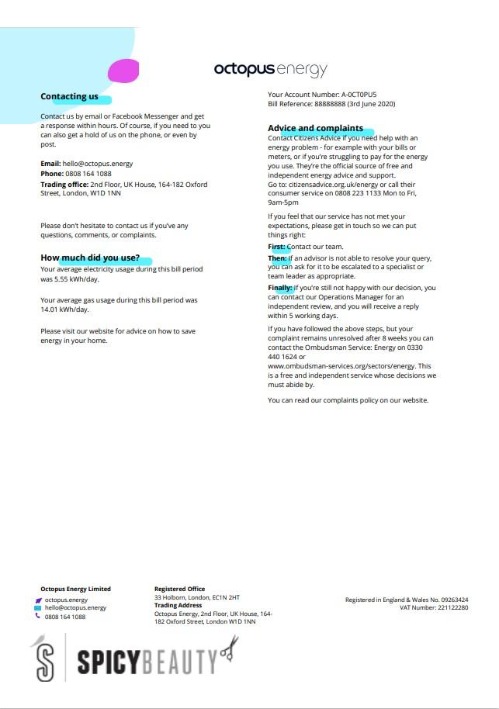 octopusenergy
Contacting us
Contact us by email or Facebook Messenger and get
a response within hours. Of course, if you need to you
can also get a hold of us on the phone, or even by
post.
Email: hello@octopus.energy
Phone: 0808 164 1088
Trading office: 2nd Floor, UK House, 164-182 Oxford
Street, London, W1D 1NN
Please don't hesitate to contact us if you've any
questions, comments, or complaints.
How much did you use?
Your average electricity usage during this bill period
was 5.55 kWh/day.
Your average gas usage during this bill period was
14.01 kWh/day.
Please visit our website for advice on how to save
energy in your home.
Your Account Number: A-0CT0PU5
Bill Reference: 88888888 (3rd June 2020)
Advice and complaints
Contact Citizens Advice if you need help with an
energy problem - for example with your bills or
meters, or if you're struggling to pay for the energy
you use. They're the official source of free and
independent energy advice and support.
Go to: citizensadvice.org.uk/energy or call their
consumer service on 0808 223 1133 Mon to Fri,
9am-5pm
If you feel that our service has not met your
expectations, please get in touch so we can put
things right:
First: Contact our team.
Then: if an advisor is not able to resolve your query,
you can ask for it to be escalated to a specialist or
team leader as appropriate.
Finally: if you're still not happy with our decision, you
can contact our Operations Manager for an
independent review, and you will receive a reply
within 5 working days.
If you have followed the above steps, but your
complaint remains unresolved after 8 weeks you can
contact the Ombudsman Service: Energy on 0330
440 1624 or
www.ombudsman-services.org/sectors/energy. This
is a free and independent service whose decisions we
must abide by.
You can read our complaints policy on our website.
Octopus Energy Limited
octopus.energy
hello@octopus.energy
0808 164 1088
Registered Office
33 Holborn, London, EC1N 2HT
Trading Address
Octopus Energy, 2nd Floor, UK House, 164-
182 Oxford Street, London W1D 1NN
Registered in England & Wales No. 09263424
VAT Number: 221122280
S SPICYBEAUTY